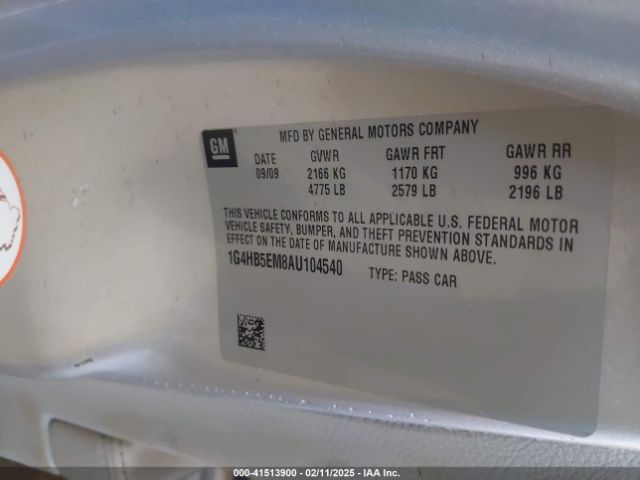 GM
MFD BY GENERAL MOTORS COMPANY
DATE GVWR GAWR FRT GAWR RR
09/09 2166 KG 1170 KG 996 KG
4775 LB 2579 LB 2196 LB
THIS VEHICLE CONFORMS TO ALL APPLICABLE U.S. FEDERAL MOTOR
VEHICLE SAFETY, BUMPER, AND THEFT PREVENTION STANDARDS IN
EFFECT ON THE DATE OF MANUFACTURE SHOWN ABOVE.
1G4HB5EM8AU104540 TYPE: PASS CAR
000-41513900 - 02/11/2025 - IAA Inc.